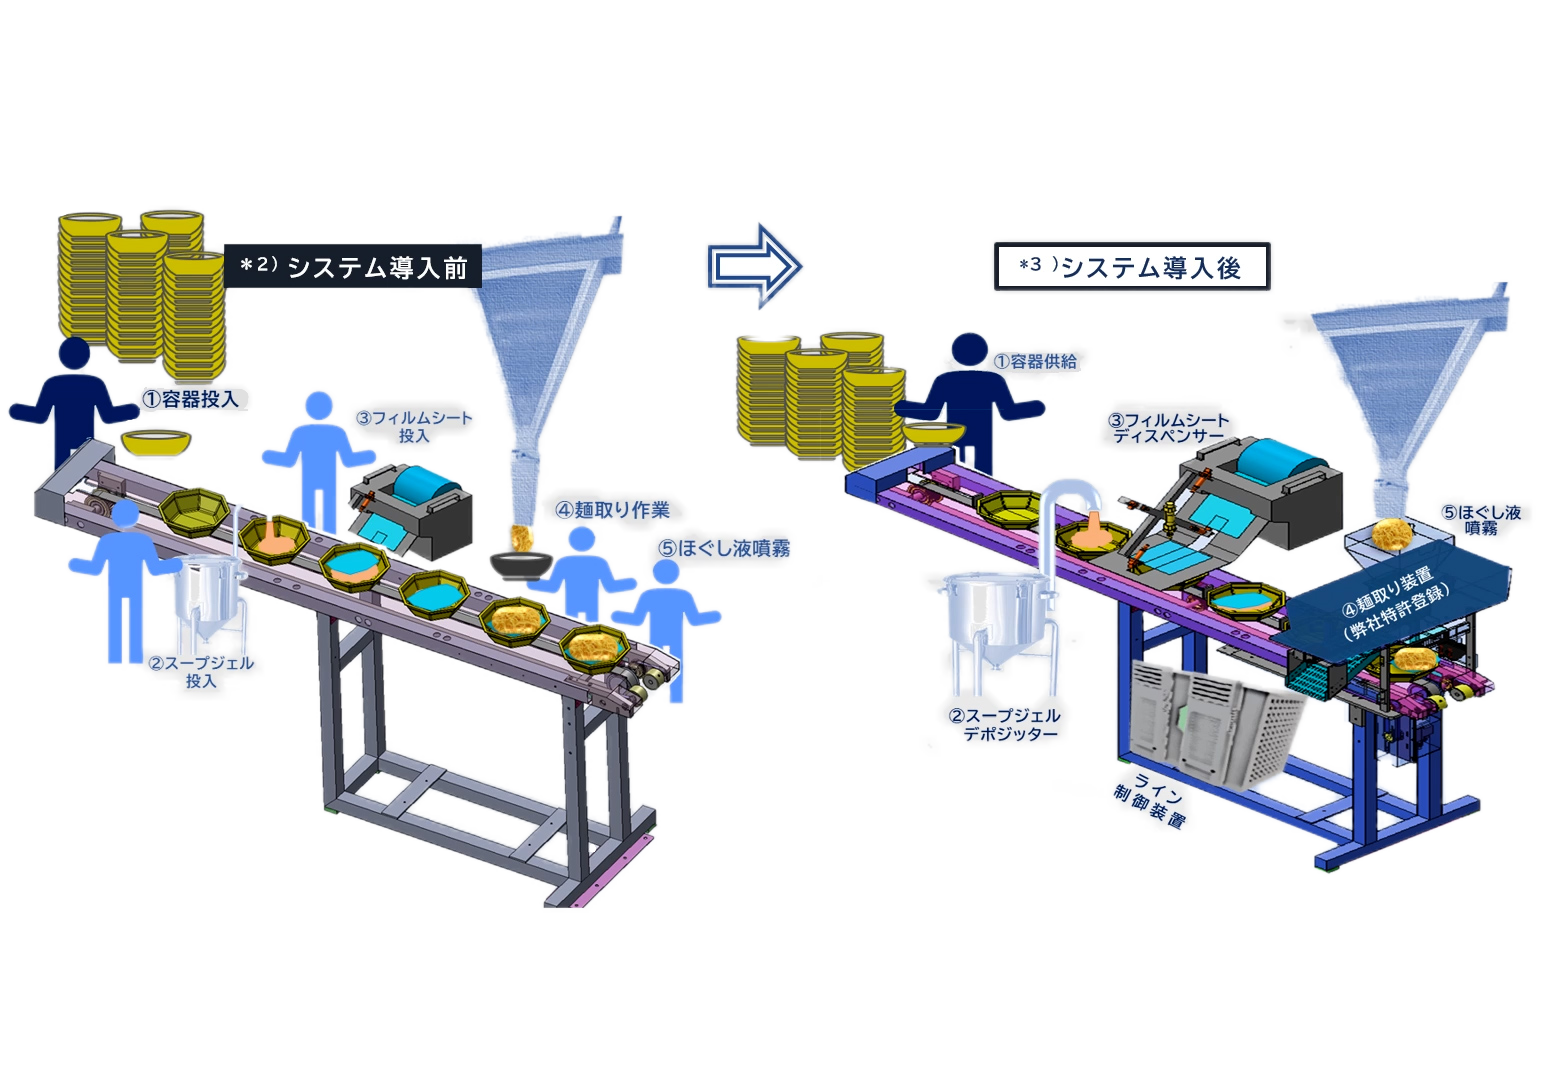 *2) システム導入前
①容器投入
③フィルムシート
投入
④麺取り作業
⑤ほぐし液噴霧
②スープジェル
投入
*3 )システム導入後
①容器供給
③フィルムシート
ディスペンサー
⑤ほぐし液
噴霧
④麺取り装置
(弊社特許登録)
②スープジェル
デポジッター
ライン
制御装置